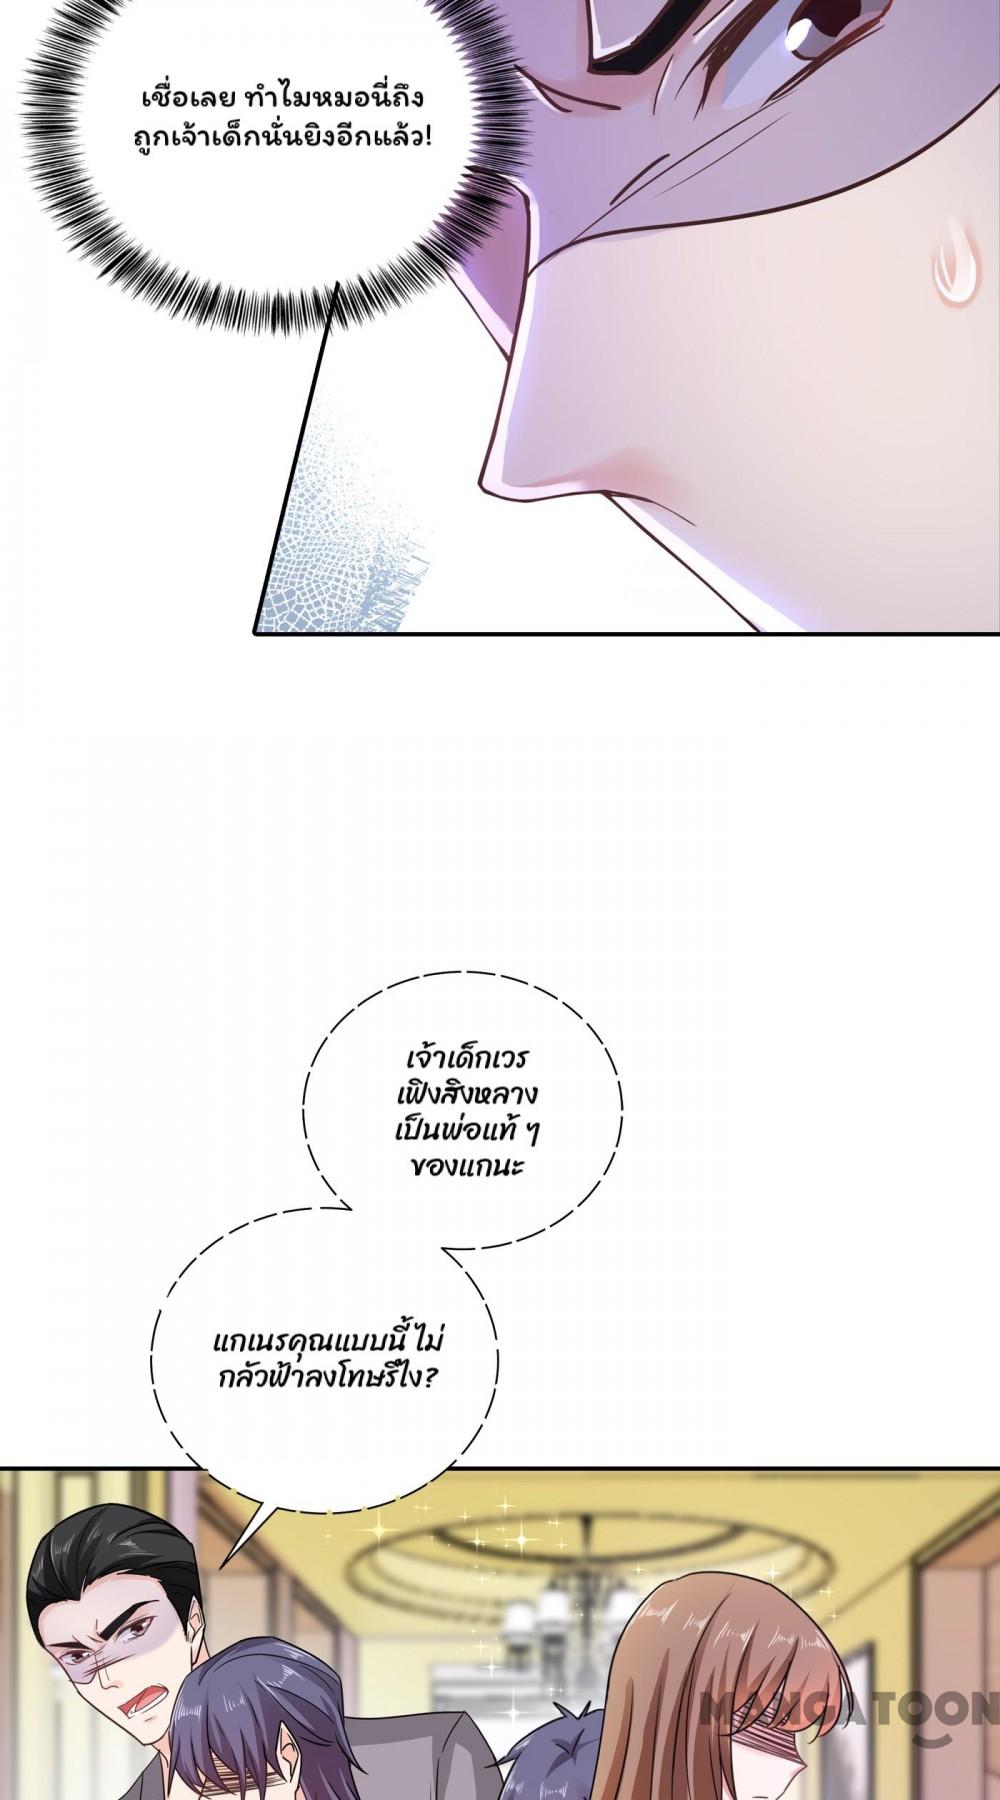 เชื่อเลย ทำไมหมอนี่ถึง
ถูกเจ้าเด็กนั่นยิงอีกแล้ว!
เจ้าเด็กเวร
เฟิงสิงหลาง
เป็นพ่อแท้ ๆ
ของแกนะ
แกเนรคุณแบบนี้ ไม่
กลัวฟ้าลงโทษรึไง?
MANGATOON